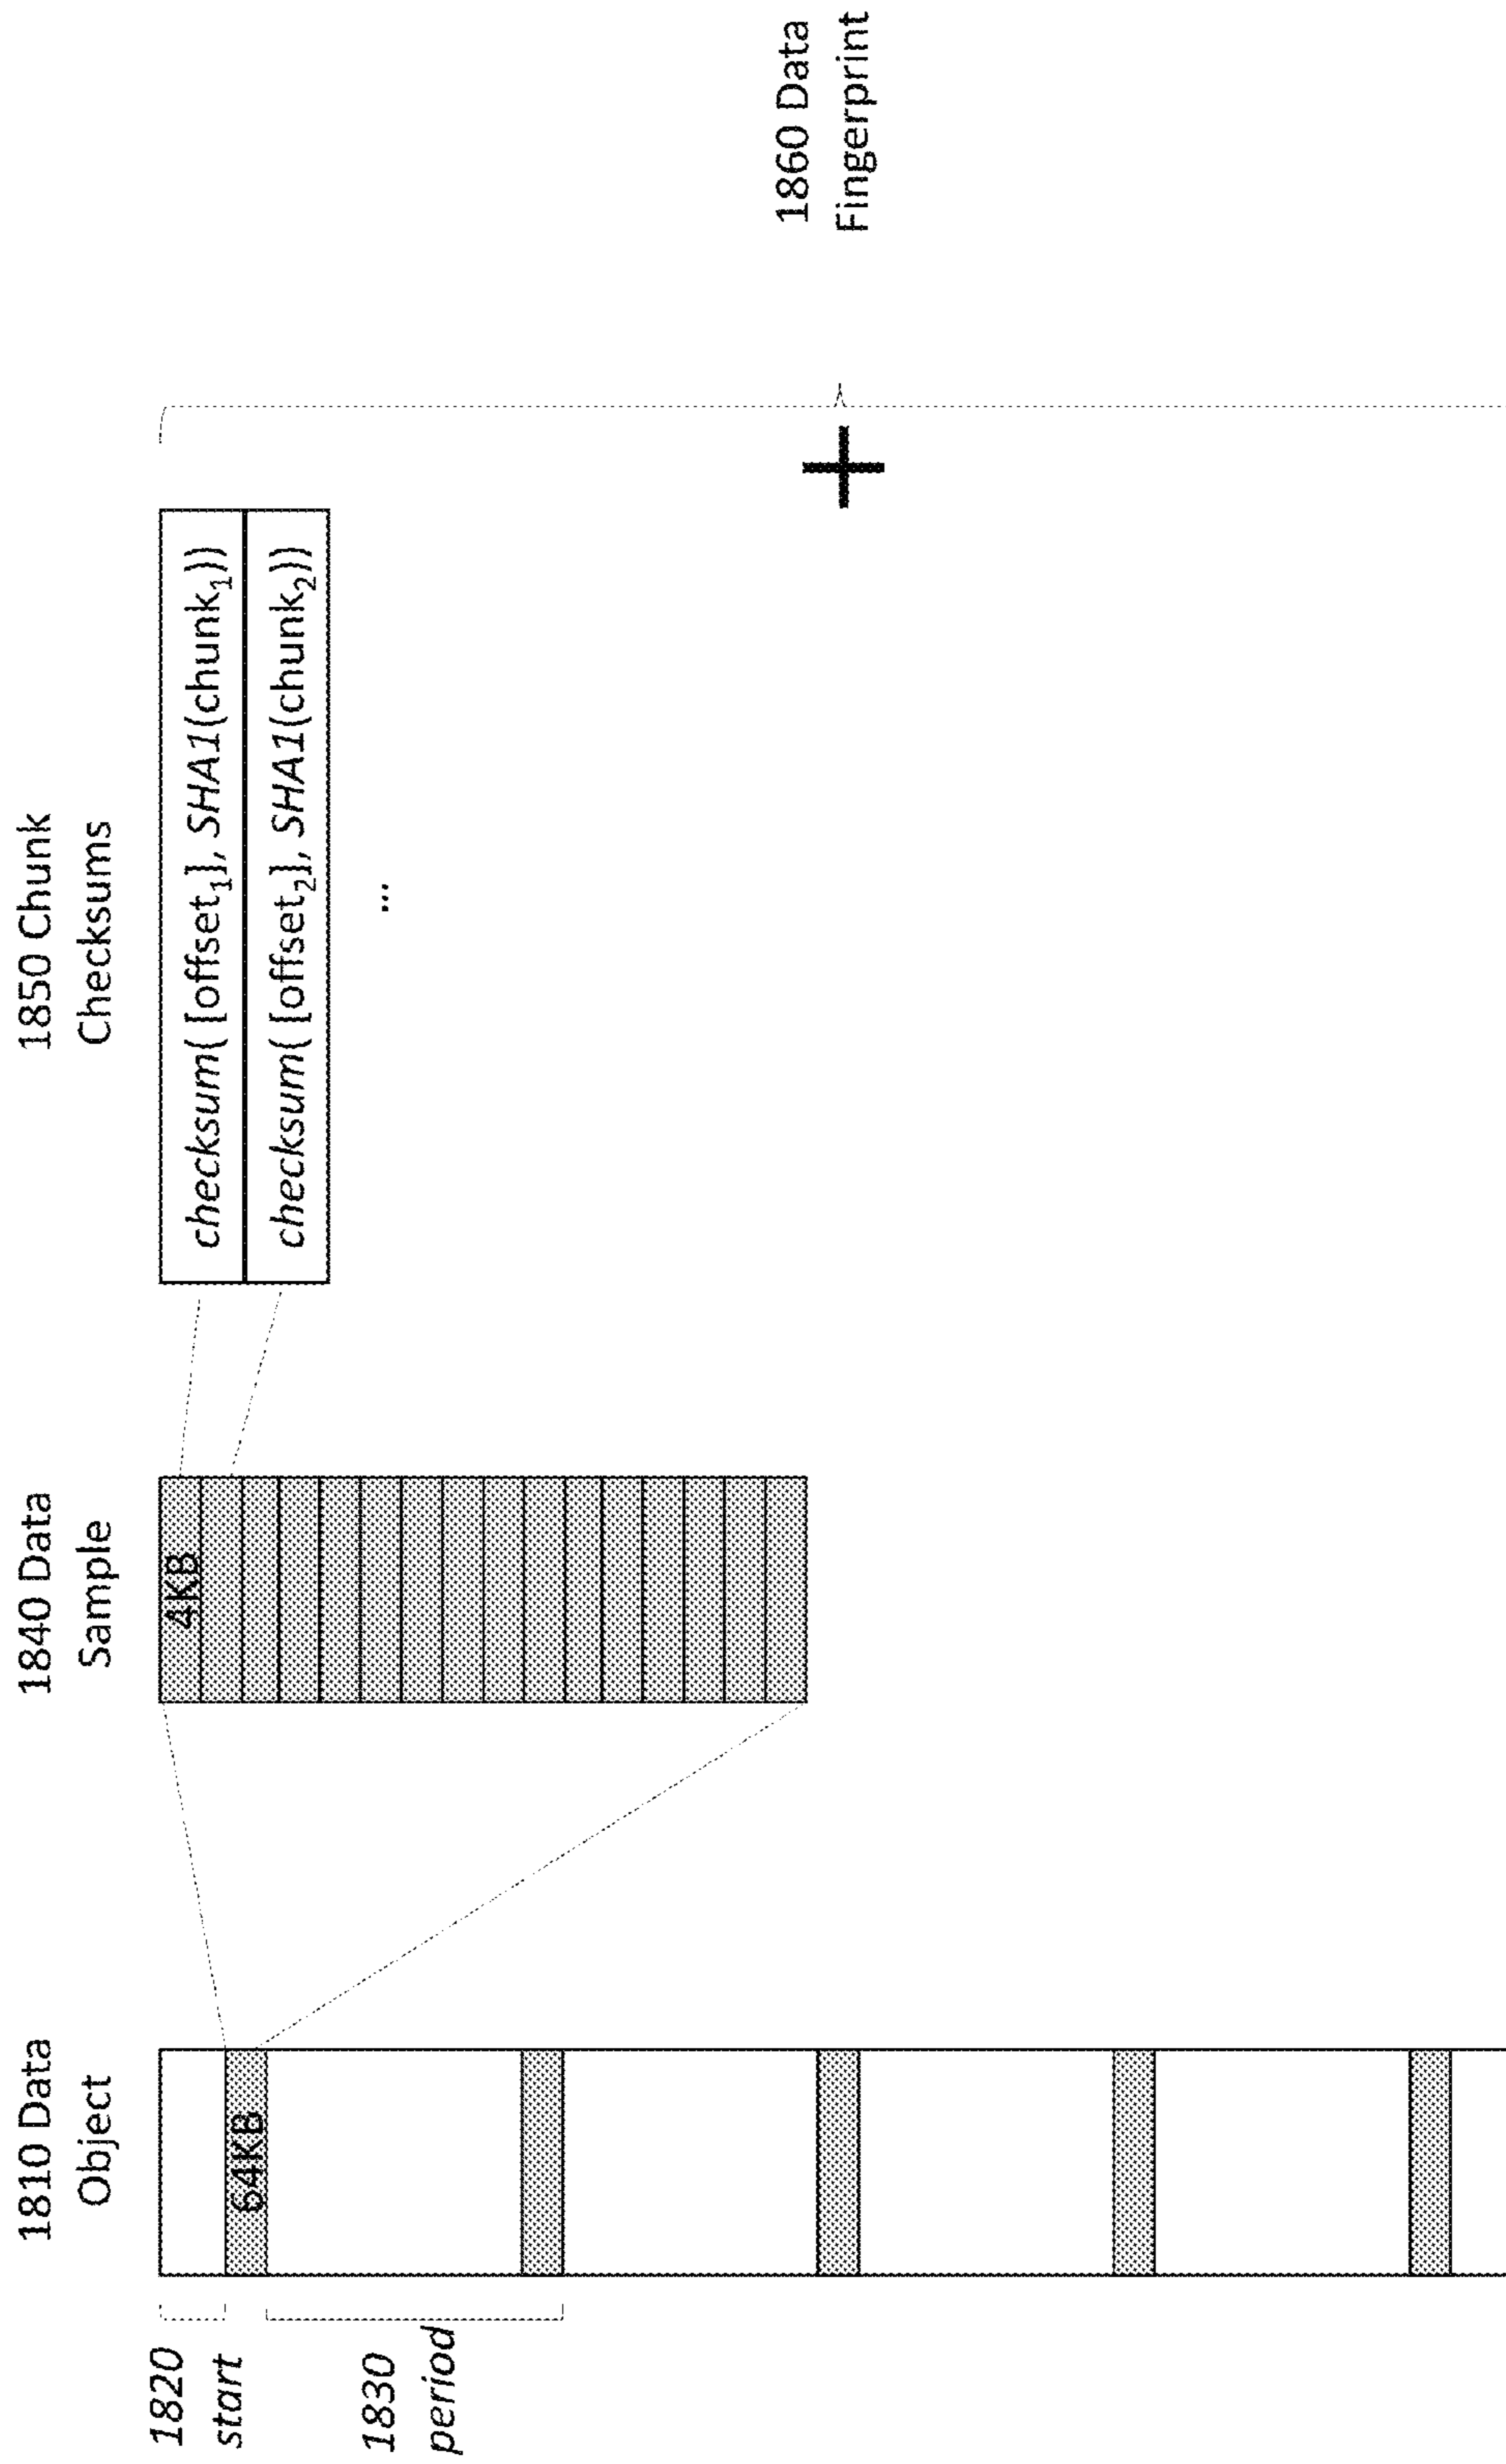 1810 Data
Object
1840 Data
Sample
1850 Chunk
Checksums
1820
start
64KB
4KB
checksum( [offset₁], SHA1(chunk₁))
checksum( [offset₂], SHA1(chunk₂))
...
1830
period
+
1860 Data
Fingerprint